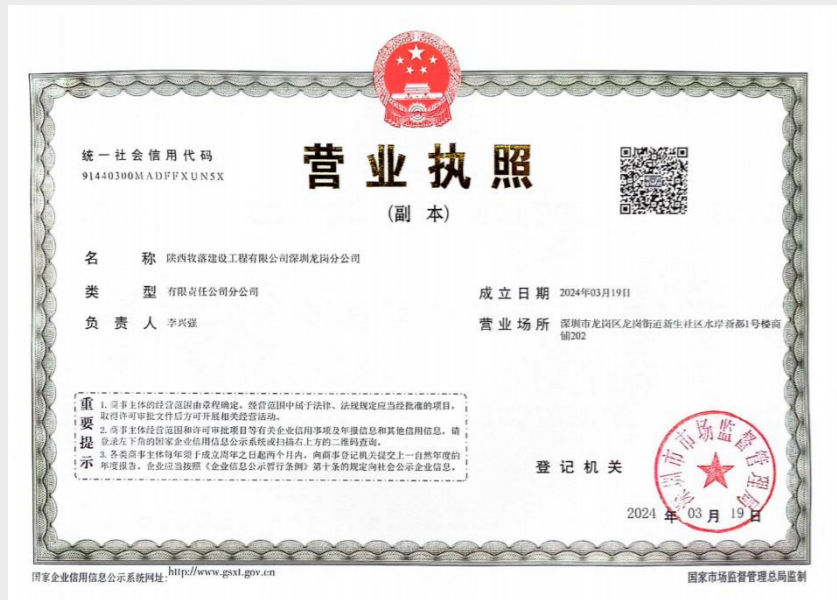 统一社会信用代码
91440300MADFFXUN5X
营业执照
(副 本)
名 称 陕西牧落建设工程有限公司深圳龙岗分公司
类 型 有限责任公司分公司
负 责 人 李兴强
成 立 日 期 2024年03月19日
营 业 场 所 深圳市龙岗区龙岗街道新生社区水岸新都1号楼商
铺202
重要提示
1. 商事主体的经营范围由章程确定。经营范围中属于法律、法规规定应当经批准的项目,
取得许可审批文件后方可开展相关经营活动。
2. 商事主体经营范围和许可审批项目等有关企业信用事项及年报信息和其他信用信息,请
登录左下角的国家企业信用信息公示系统或扫描右上方的二维码查询。
3. 各类商事主体每年须于成立周年之日起两个月内,向商事登记机关提交上一自然年度的
年度报告。企业应当按照《企业信息公示暂行条例》第十条的规定向社会公示企业信息。
登 记 机 关
深圳市市场监督管理局
2024 年 03 月 19 日
国家企业信用信息公示系统网址:http://www.gsxt.gov.cn
国家市场监督管理总局监制